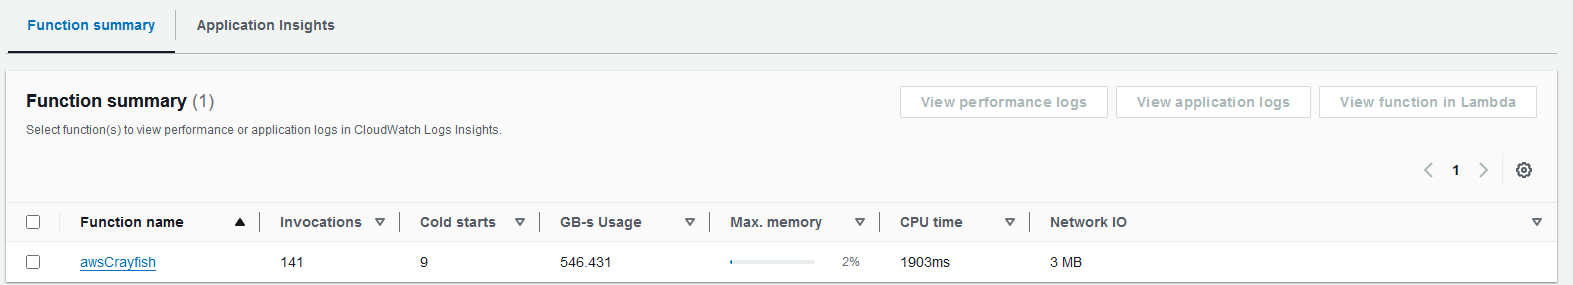 Function summary
Application Insights
Function summary (1)
View performance logs
View application logs
View function in Lambda
Select function(s) to view performance or application logs in CloudWatch Logs Insights.
1
Function name Invocations Cold starts GB-s Usage Max. memory CPU time Network IO
awsCrayfish 141 9 546.431 2% 1903ms 3 MB